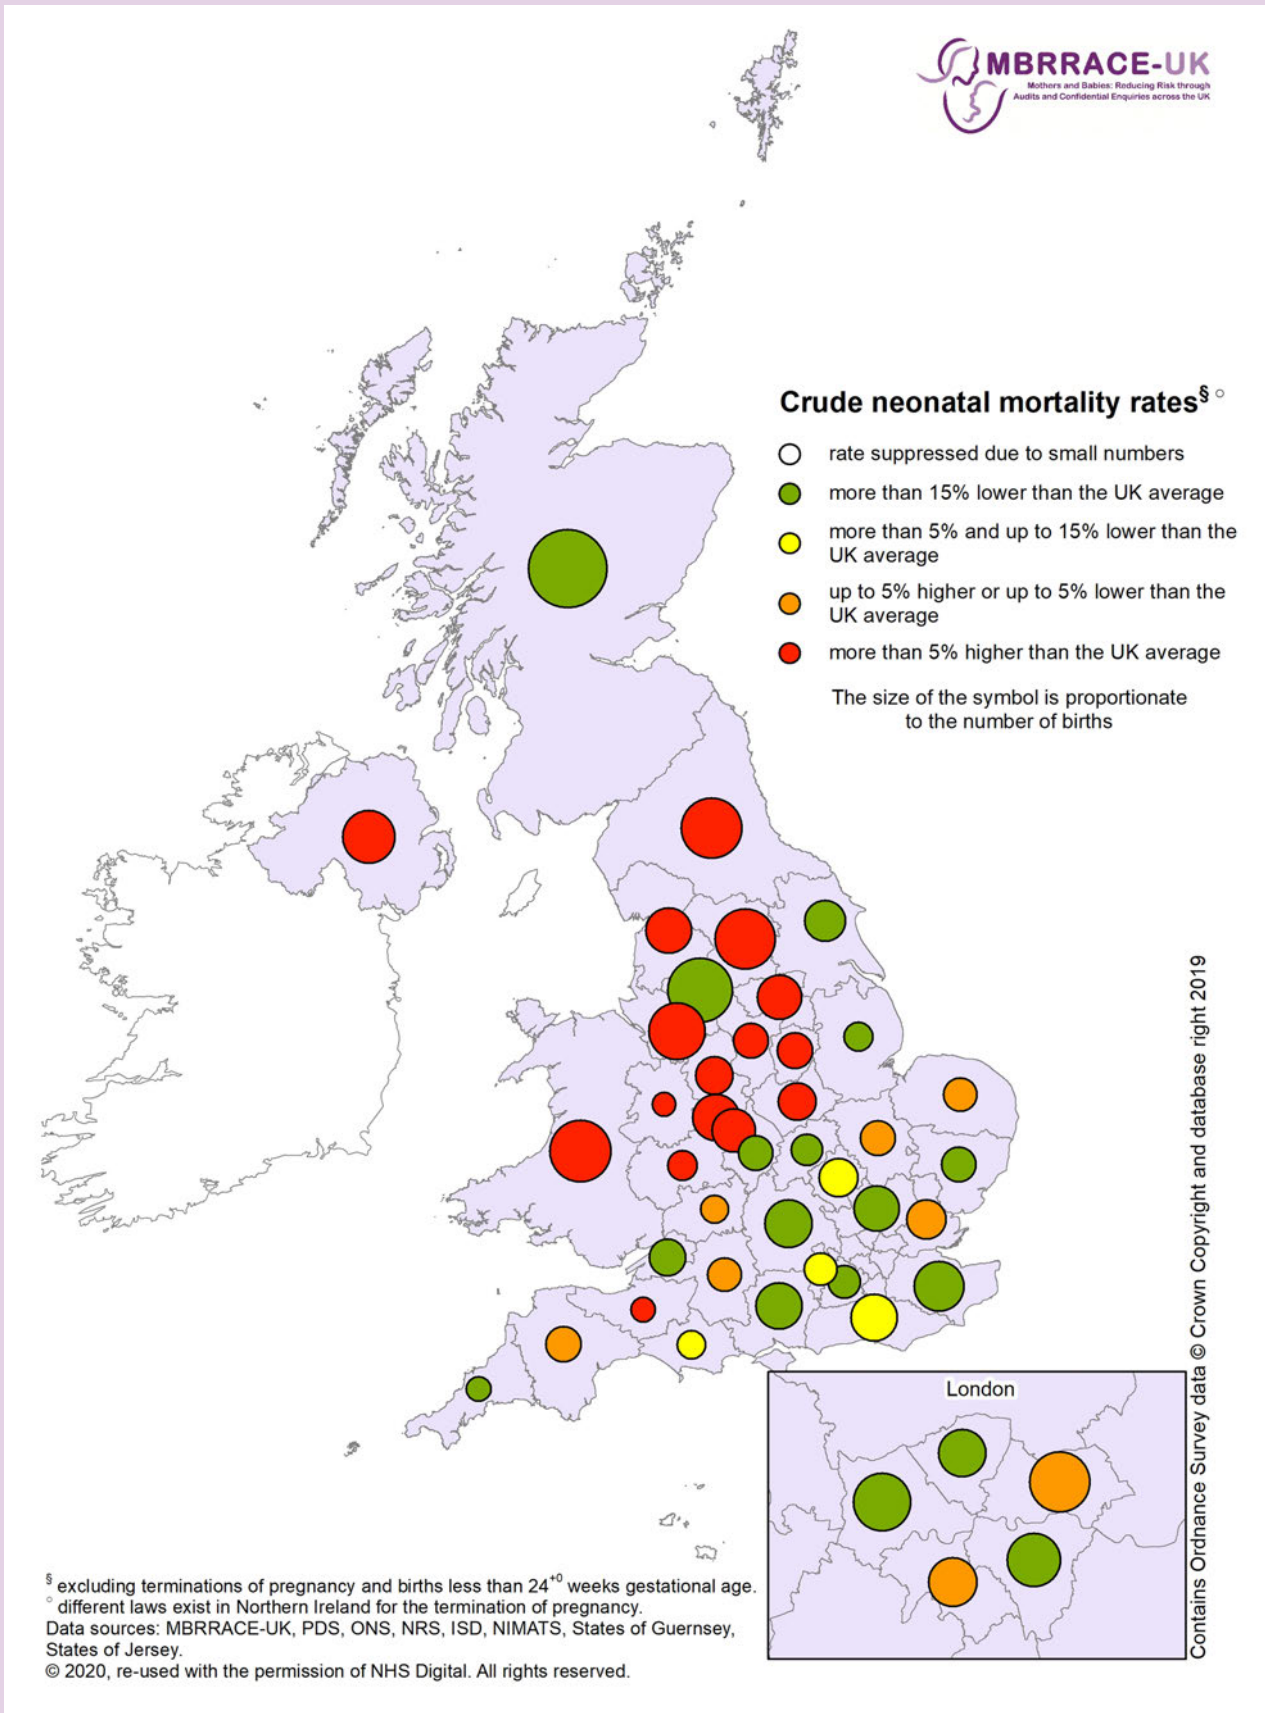 MBRRACE-UK
Mothers and Babies: Reducing Risk through
Audits and Confidential Enquiries across the UK
Crude neonatal mortality rates§ ○
rate suppressed due to small numbers
more than 15% lower than the UK average
more than 5% and up to 15% lower than the
UK average
up to 5% higher or up to 5% lower than the
UK average
more than 5% higher than the UK average
The size of the symbol is proportionate
to the number of births
London
Contains Ordnance Survey data © Crown Copyright and database right 2019
§ excluding terminations of pregnancy and births less than 24+0 weeks gestational age.
○ different laws exist in Northern Ireland for the termination of pregnancy.
Data sources: MBRRACE-UK, PDS, ONS, NRS, ISD, NIMATS, States of Guernsey,
States of Jersey.
© 2020, re-used with the permission of NHS Digital. All rights reserved.